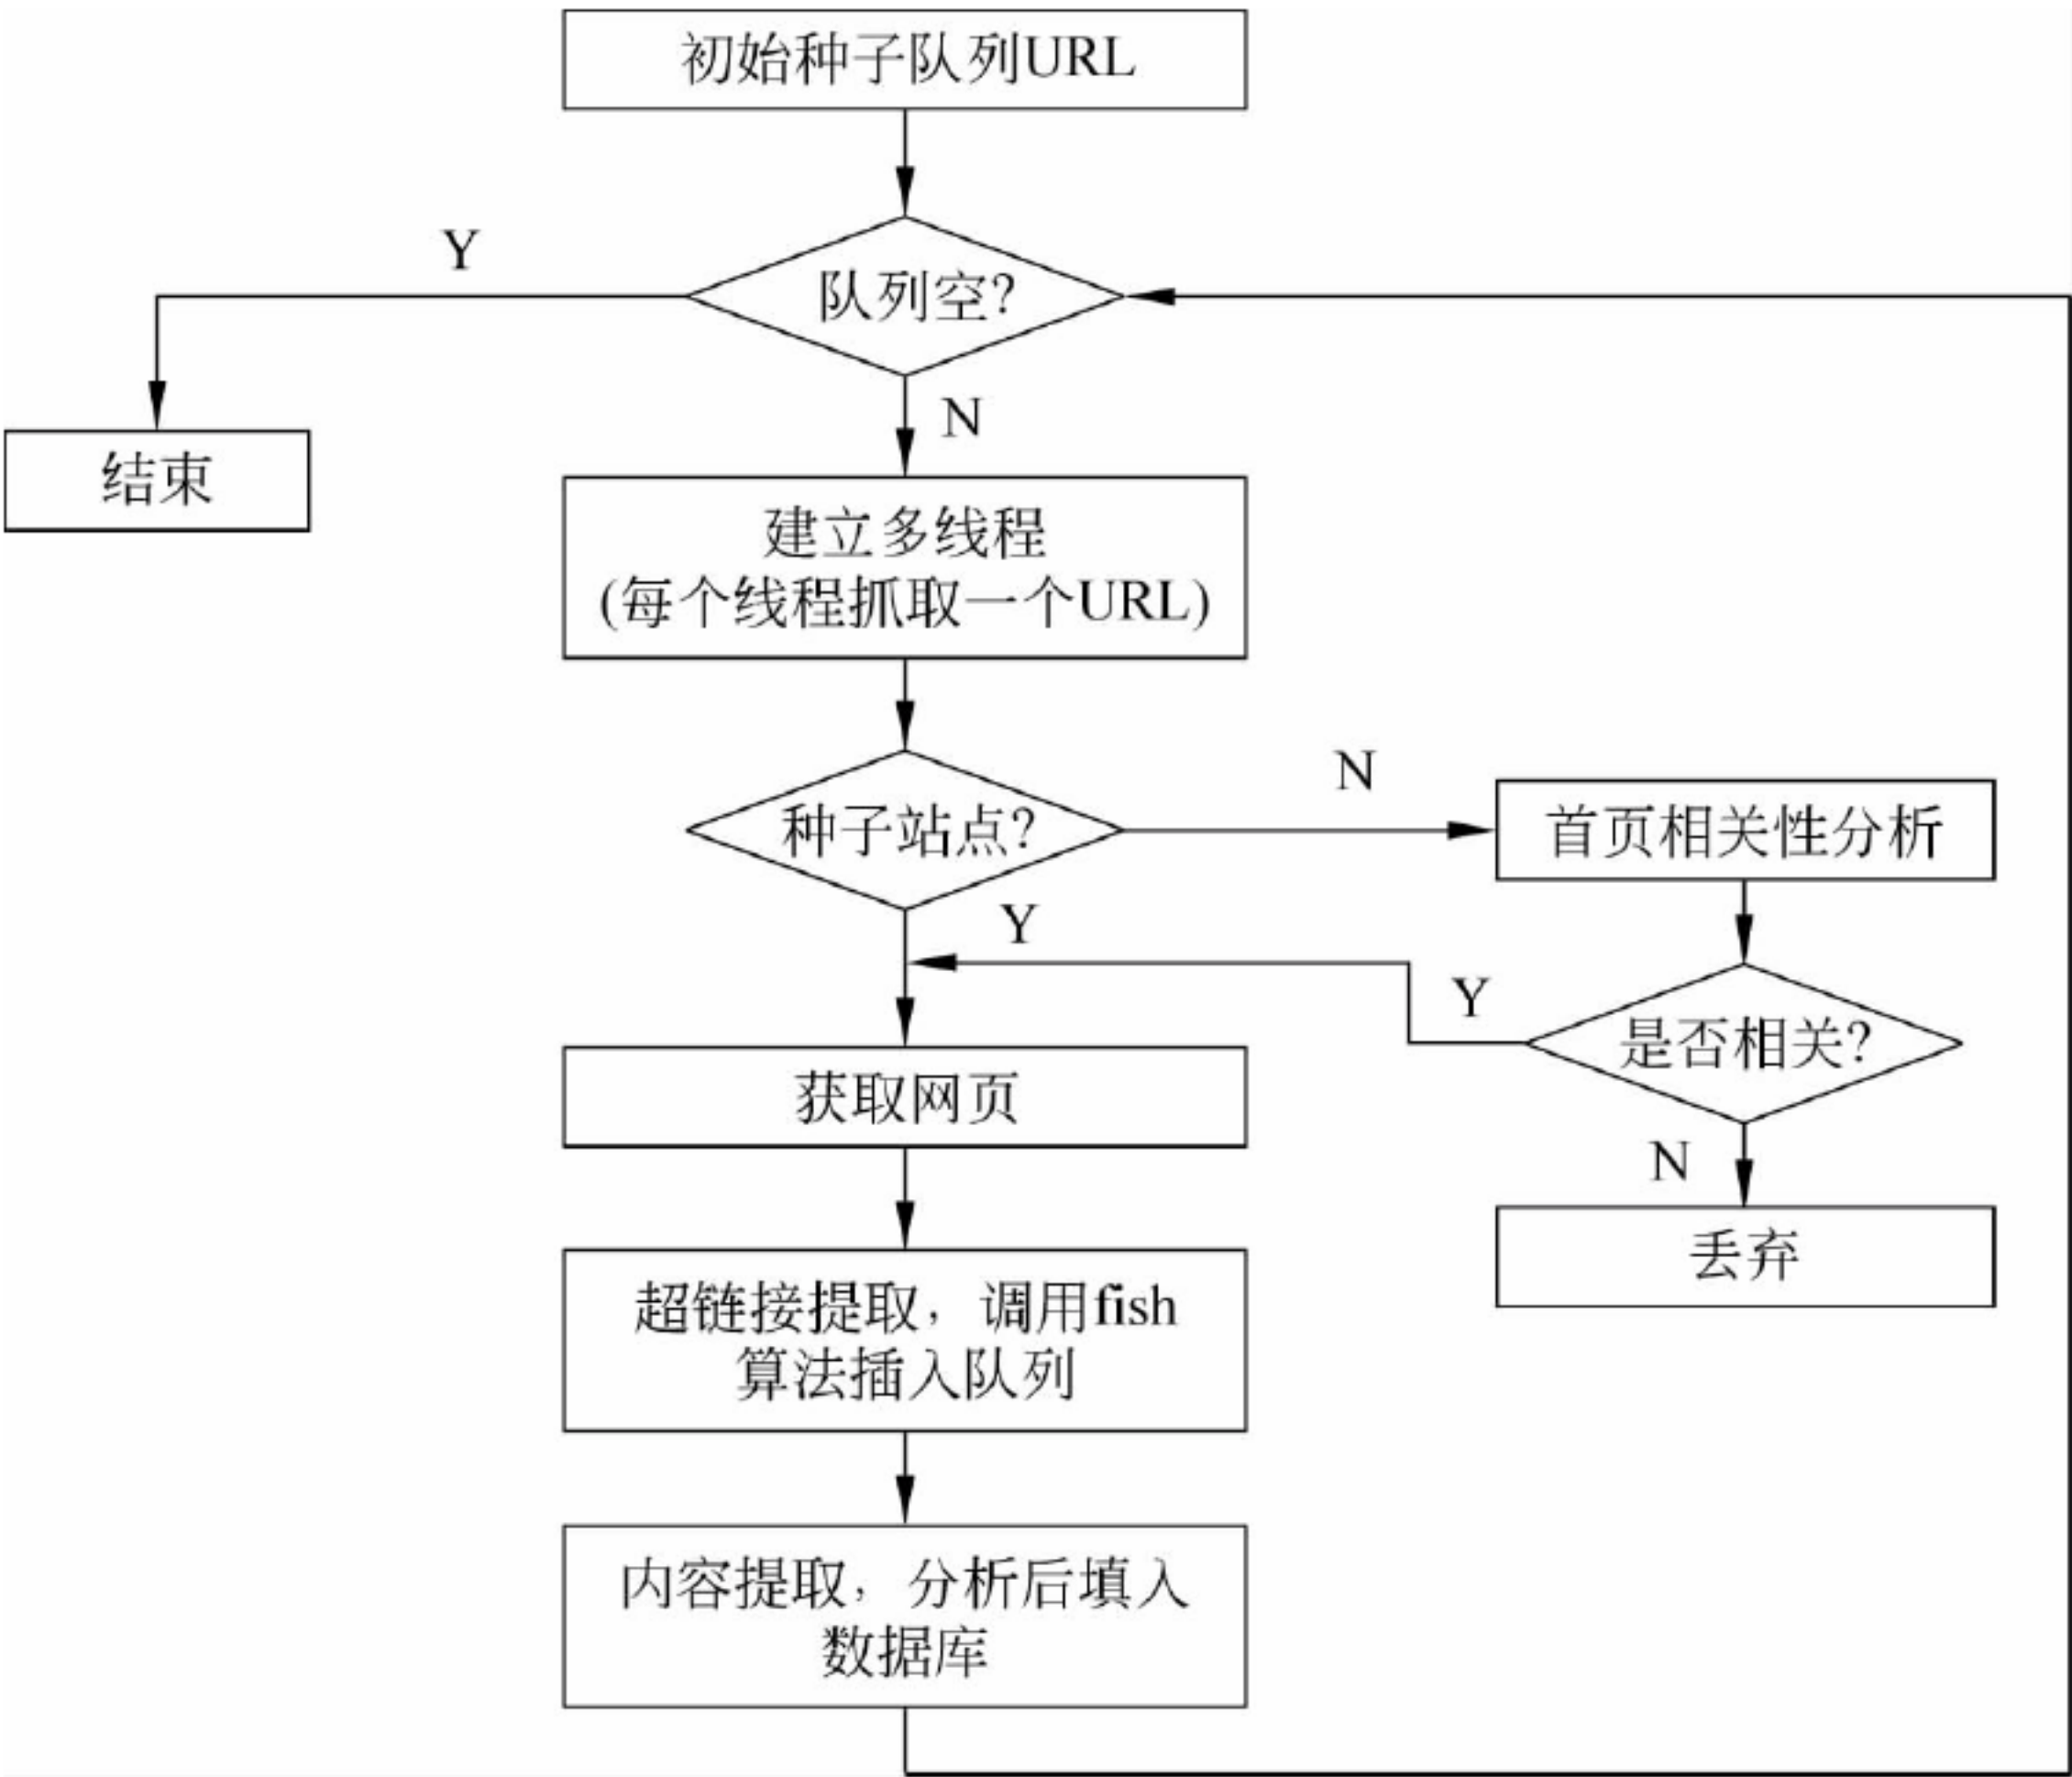 初始种子队列URL
Y
队列空?
N
结束
建立多线程
(每个线程抓取一个URL)
N
种子站点?
首页相关性分析
Y
Y
是否相关?
获取网页
N
丢弃
超链接提取，调用fish
算法插入队列
内容提取，分析后填入
数据库